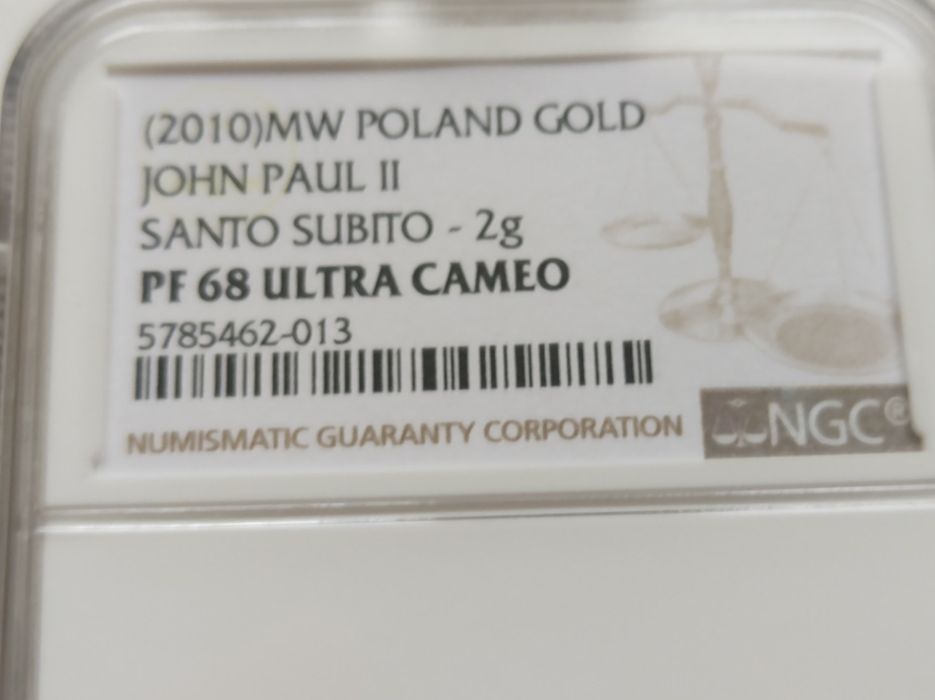 (2010)MW POLAND GOLD
JOHN PAUL II
SANTO SUBITO - 2g
PF 68 ULTRA CAMEO
5785462-013
NUMISMATIC GUARANTY CORPORATION
NGC®